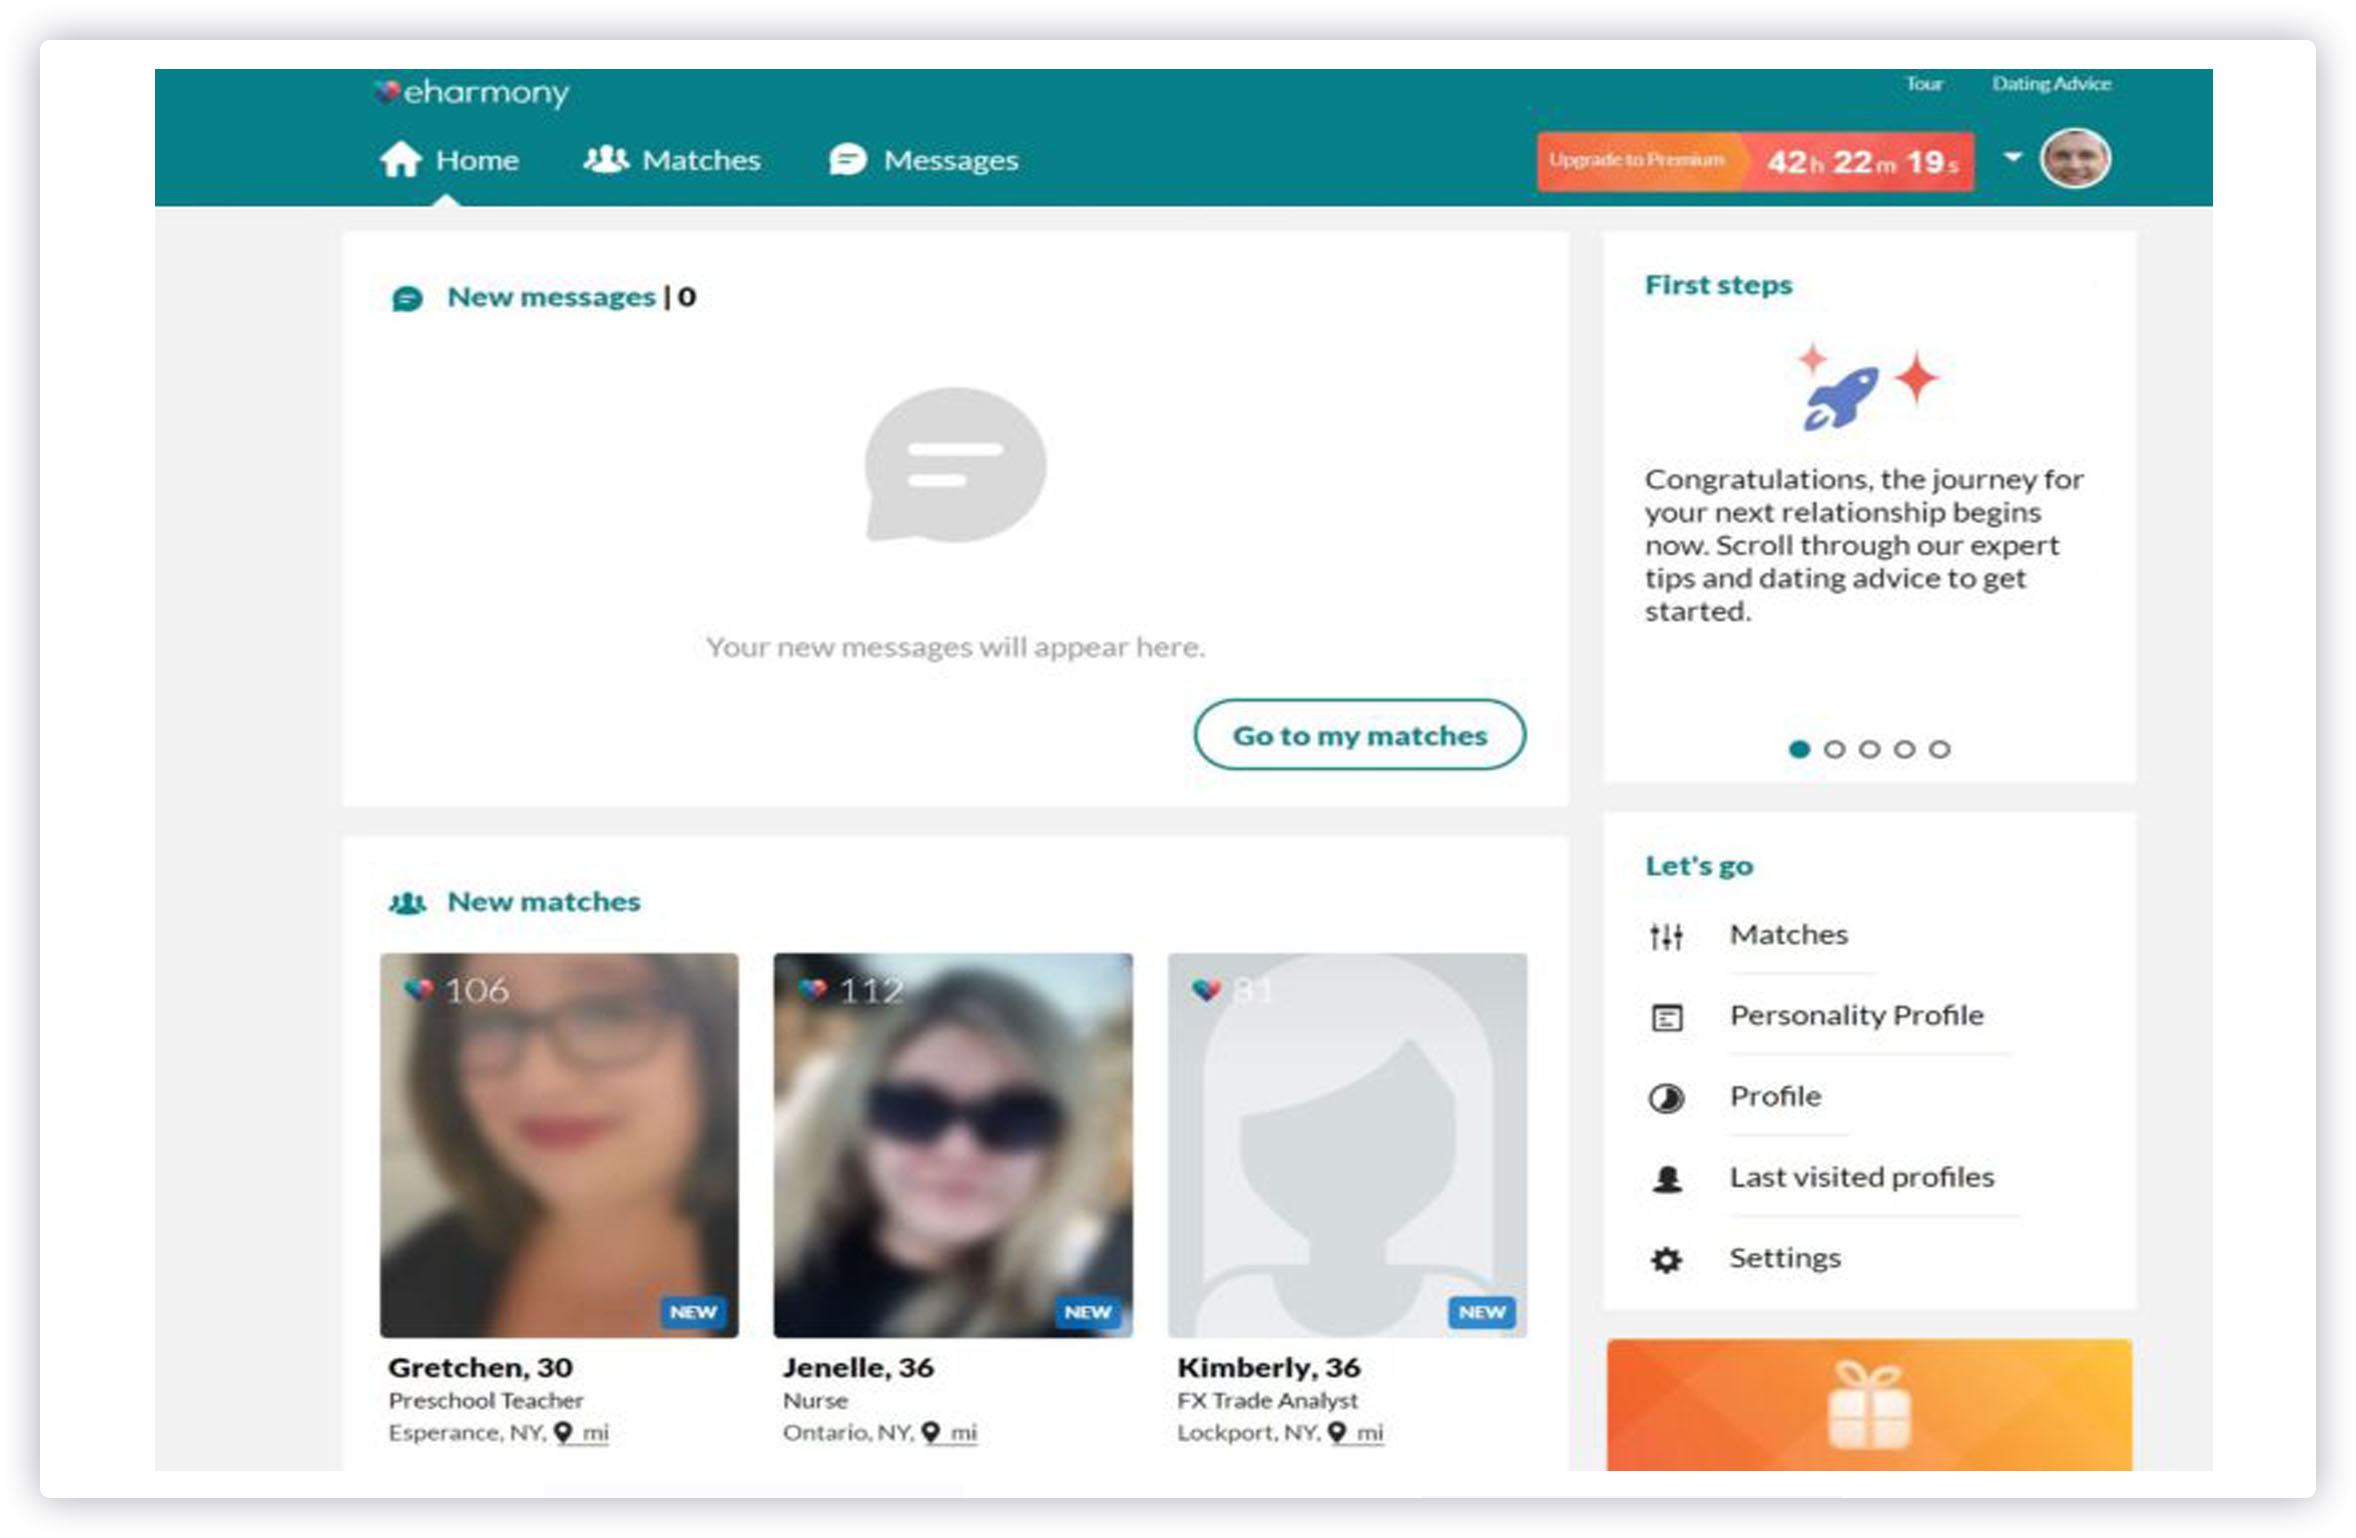 eharmony
Tour Dating Advice
Home Matches Messages
Upgrade to Premium 42h 22m 19s
New messages | 0
Your new messages will appear here.
Go to my matches
New matches
106
NEW
Gretchen, 30
Preschool Teacher
Esperance, NY, mi
112
NEW
Jenelle, 36
Nurse
Ontario, NY, mi
81
NEW
Kimberly, 36
FX Trade Analyst
Lockport, NY, mi
First steps
Congratulations, the journey for
your next relationship begins
now. Scroll through our expert
tips and dating advice to get
started.
Let's go
Matches
Personality Profile
Profile
Last visited profiles
Settings